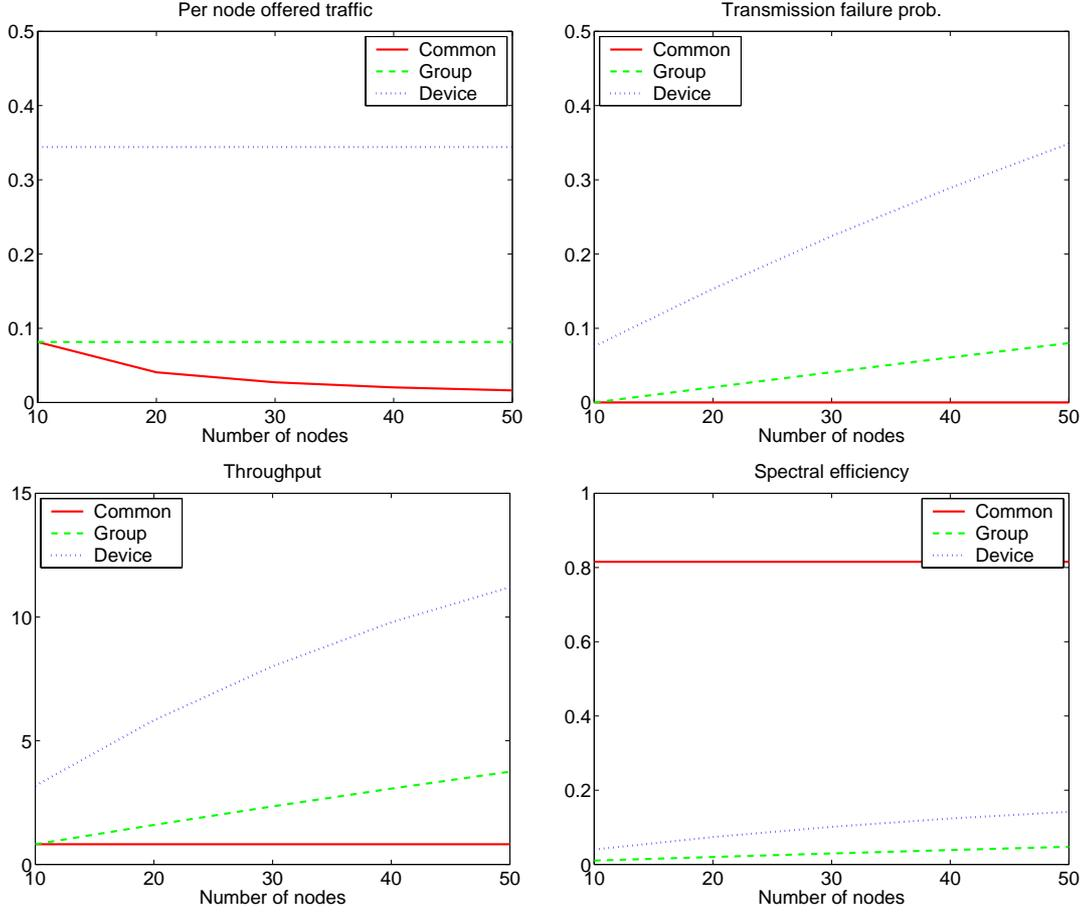 Per node offered traffic
0.5
0.4
0.3
0.2
0.1
0
Common
Group
Device
10 20 30 40 50
Number of nodes
Transmission failure prob.
0.5
0.4
0.3
0.2
0.1
0
Common
Group
Device
10 20 30 40 50
Number of nodes
Throughput
15
10
5
0
Common
Group
Device
10 20 30 40 50
Number of nodes
Spectral efficiency
1
0.8
0.6
0.4
0.2
0
Common
Group
Device
10 20 30 40 50
Number of nodes